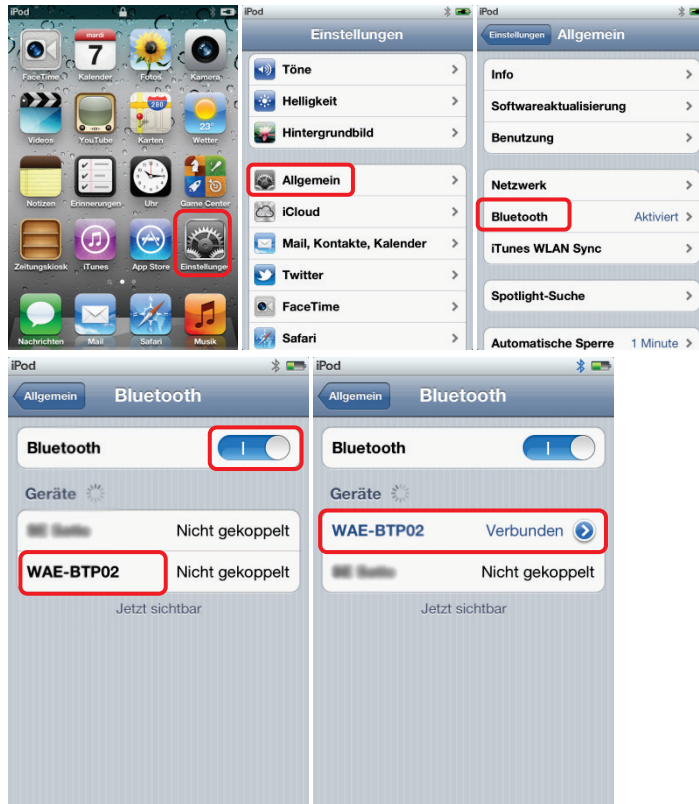 iPod
mardi
7
FaceTime Kalender Fotos Kamera
280
23°
Videos YouTube Karten Wetter
Notizen Erinnerungen Uhr Game Center
Zeitungskiosk iTunes App Store Einstellungen
Nachrichten Mail Safari Musik
iPod
Einstellungen
Töne
Helligkeit
Hintergrundbild
Allgemein
iCloud
Mail, Kontakte, Kalender
Twitter
FaceTime
Safari
iPod
Einstellungen Allgemein
Info
Softwareaktualisierung
Benutzung
Netzwerk
Bluetooth Aktiviert
iTunes WLAN Sync
Spotlight-Suche
Automatische Sperre 1 Minute
iPod
Allgemein Bluetooth
Bluetooth
Geräte
Nicht gekoppelt
WAE-BTP02 Nicht gekoppelt
Jetzt sichtbar
iPod
Allgemein Bluetooth
Bluetooth
Geräte
WAE-BTP02 Verbunden
Nicht gekoppelt
Jetzt sichtbar